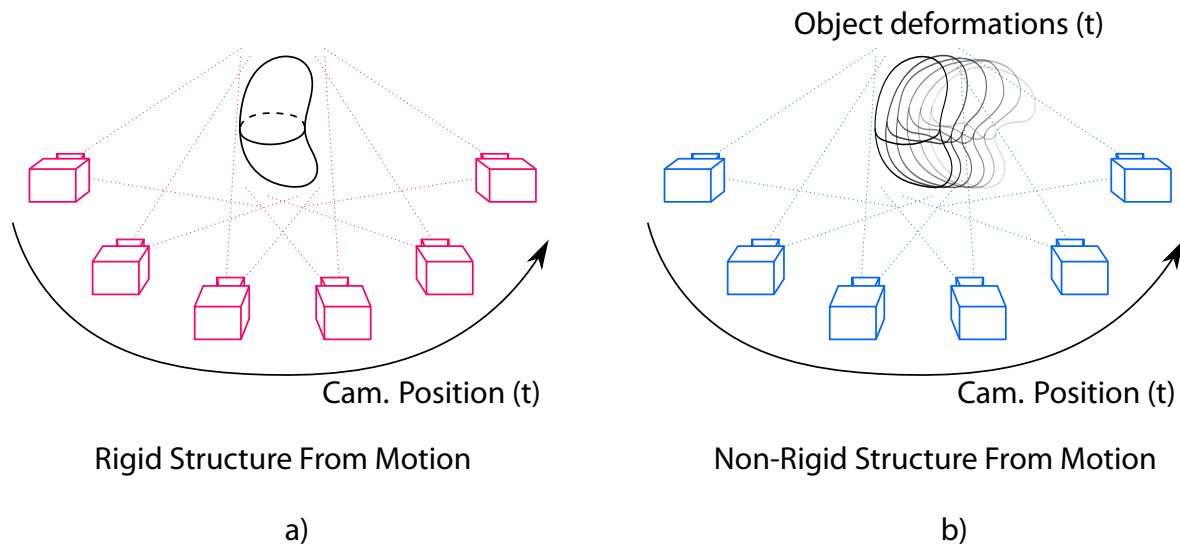 Object deformations (t)
Cam. Position (t)
Cam. Position (t)
Rigid Structure From Motion
Non-Rigid Structure From Motion
a)
b)